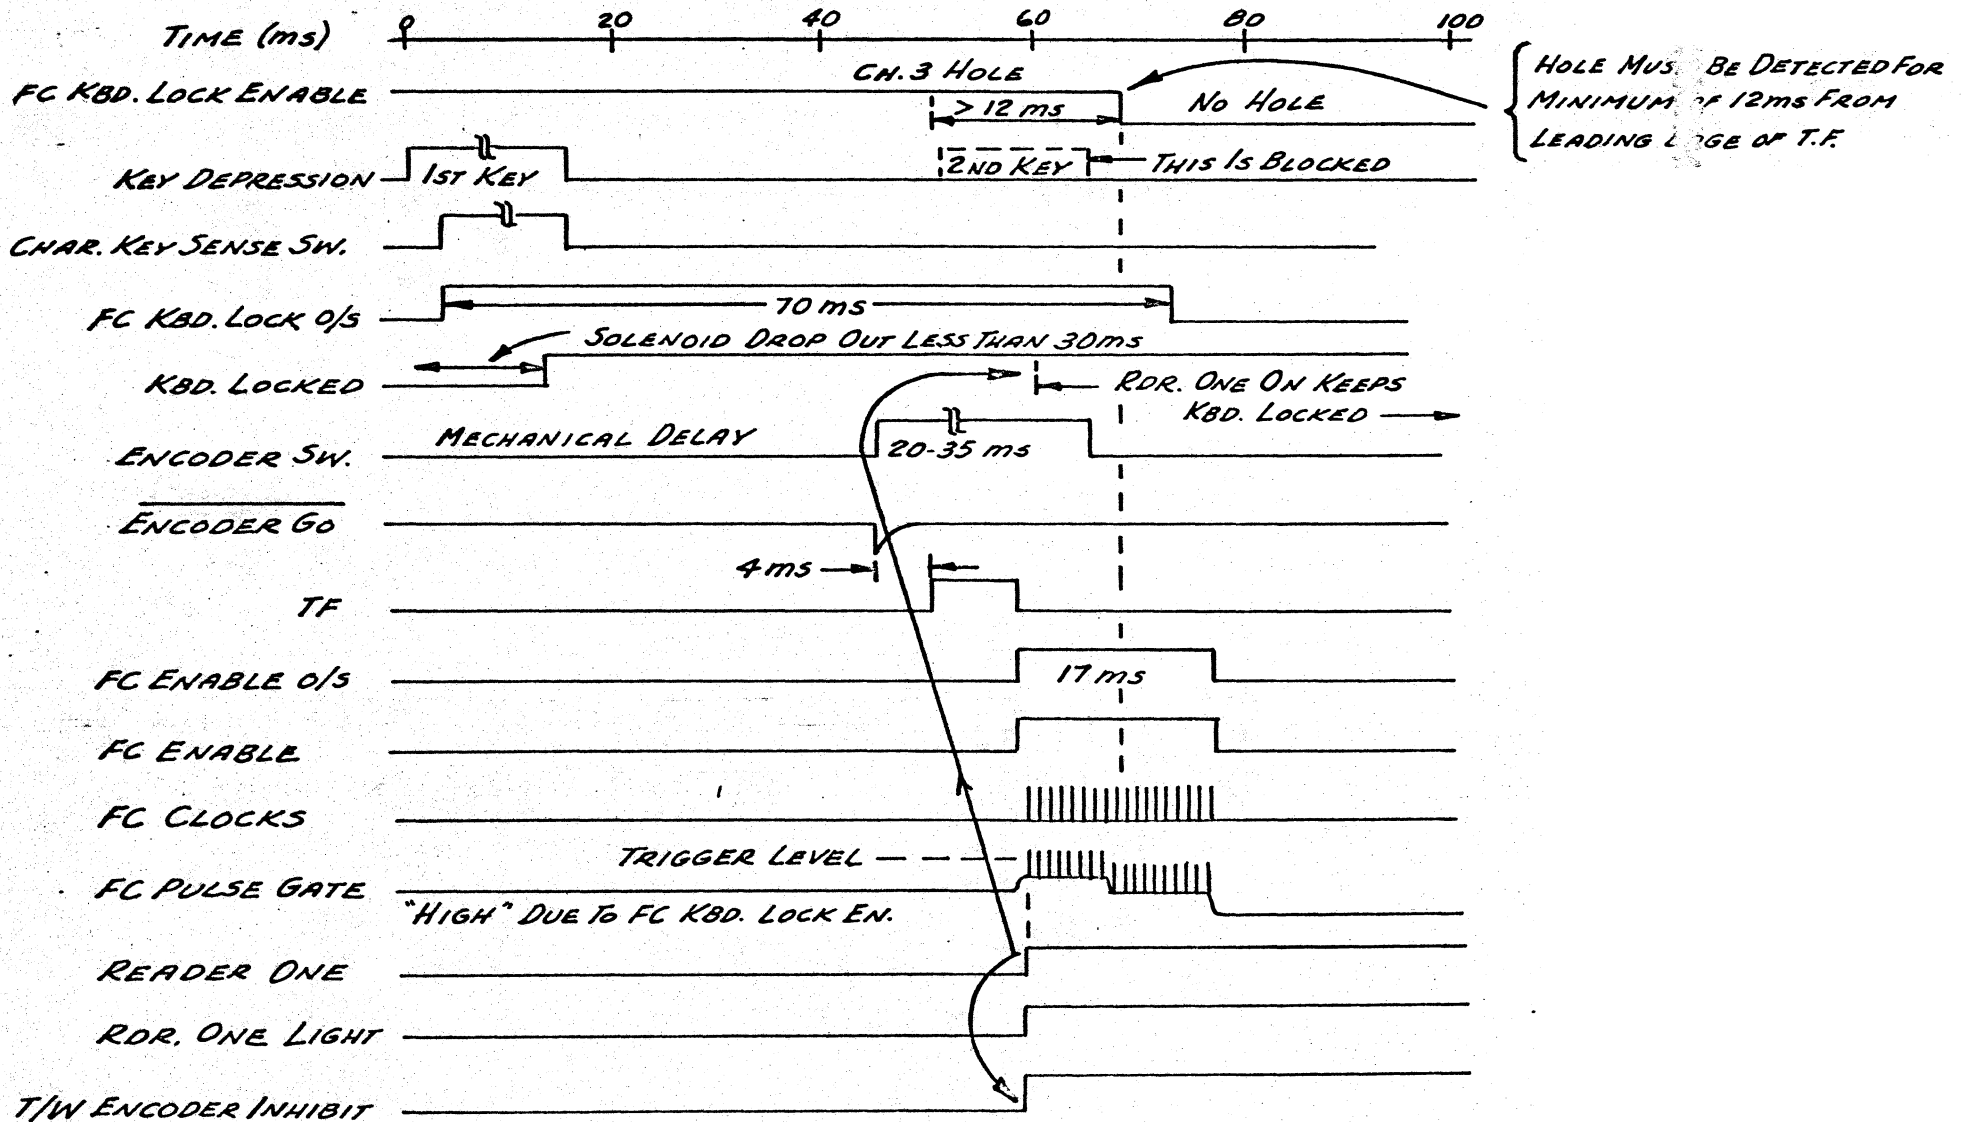 TIME (ms) 0 20 40 60 80 100
FC KBD. LOCK ENABLE
CH. 3 HOLE
> 12 ms
NO HOLE
HOLE MUS BE DETECTED FOR
MINIMUM OF 12ms FROM
LEADING GE OF T.F.
KEY DEPRESSION
1ST KEY
2ND KEY
THIS IS BLOCKED
CHAR. KEY SENSE SW.
FC KBD. LOCK O/S
70 ms
SOLENOID DROP OUT LESS THAN 30ms
KBD. LOCKED
RDR. ONE ON KEEPS
KBD. LOCKED
ENCODER SW.
MECHANICAL DELAY
20-35 ms
ENCODER GO
4 ms
TF
FC ENABLE O/S
17 ms
FC ENABLE
FC CLOCKS
TRIGGER LEVEL
FC PULSE GATE
"HIGH" DUE TO FC KBD. LOCK EN.
READER ONE
RDR. ONE LIGHT
T/W ENCODER INHIBIT